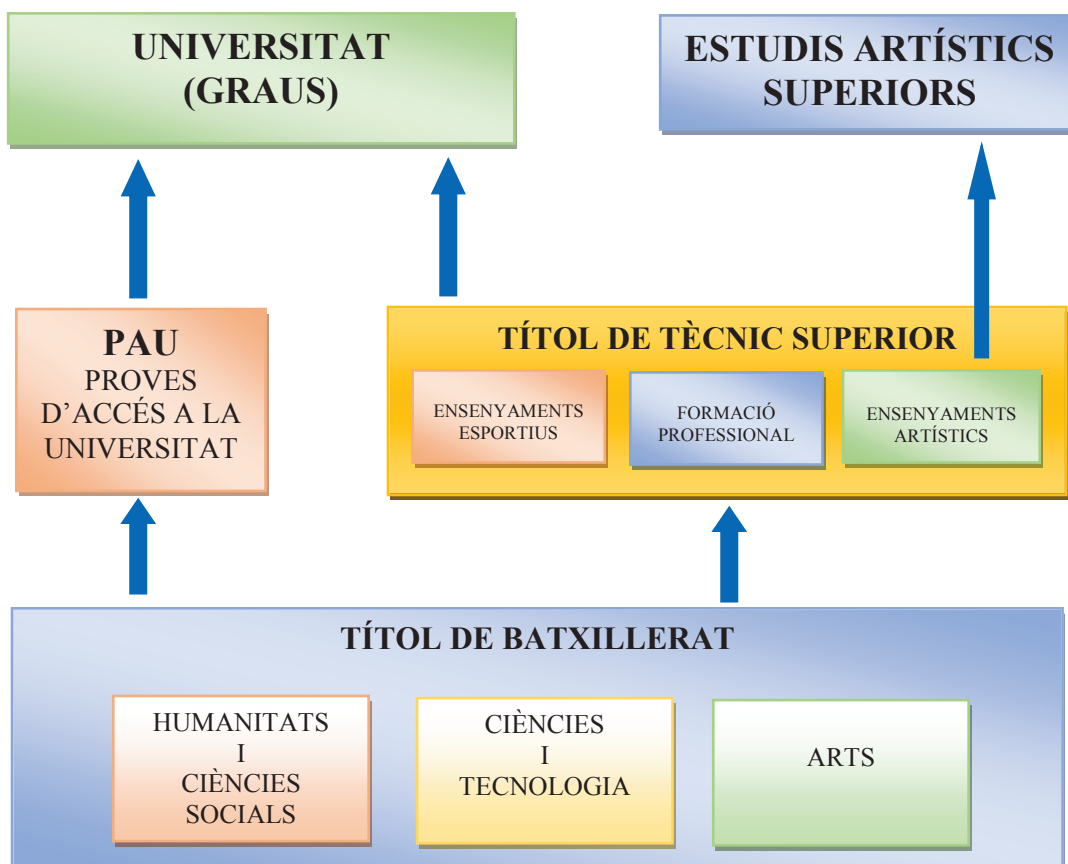 UNIVERSITAT
(GRAUS)
ESTUDIS ARTÍSTICS
SUPERIORS
PAU
PROVES
D’ACCÉS A LA
UNIVERSITAT
TÍTOL DE TÈCNIC SUPERIOR
ENSENYAMENTS
ESPORTIUS
FORMACIÓ
PROFESSIONAL
ENSENYAMENTS
ARTÍSTICS
TÍTOL DE BATXILLERAT
HUMANITATS
I
CIÈNCIES
SOCIALS
CIÈNCIES
I
TECNOLOGIA
ARTS